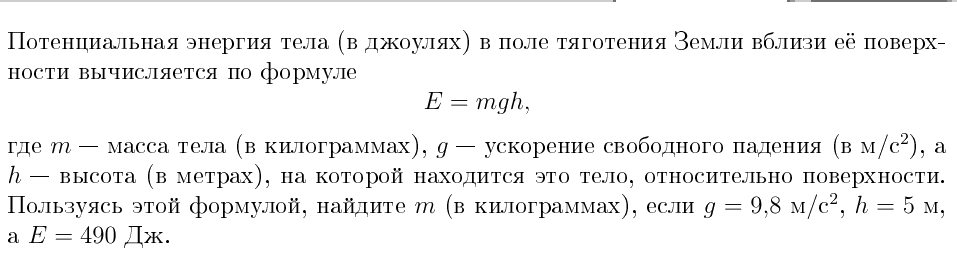 Потенциальная энергия тела (в джоулях) в поле тяготения Земли вблизи её поверх-
ности вычисляется по формуле
E = mgh,
где m — масса тела (в килограммах), g — ускорение свободного падения (в м/с²), а
h — высота (в метрах), на которой находится это тело, относительно поверхности.
Пользуясь этой формулой, найдите m (в килограммах), если g = 9,8 м/с², h = 5 м,
а E = 490 Дж.